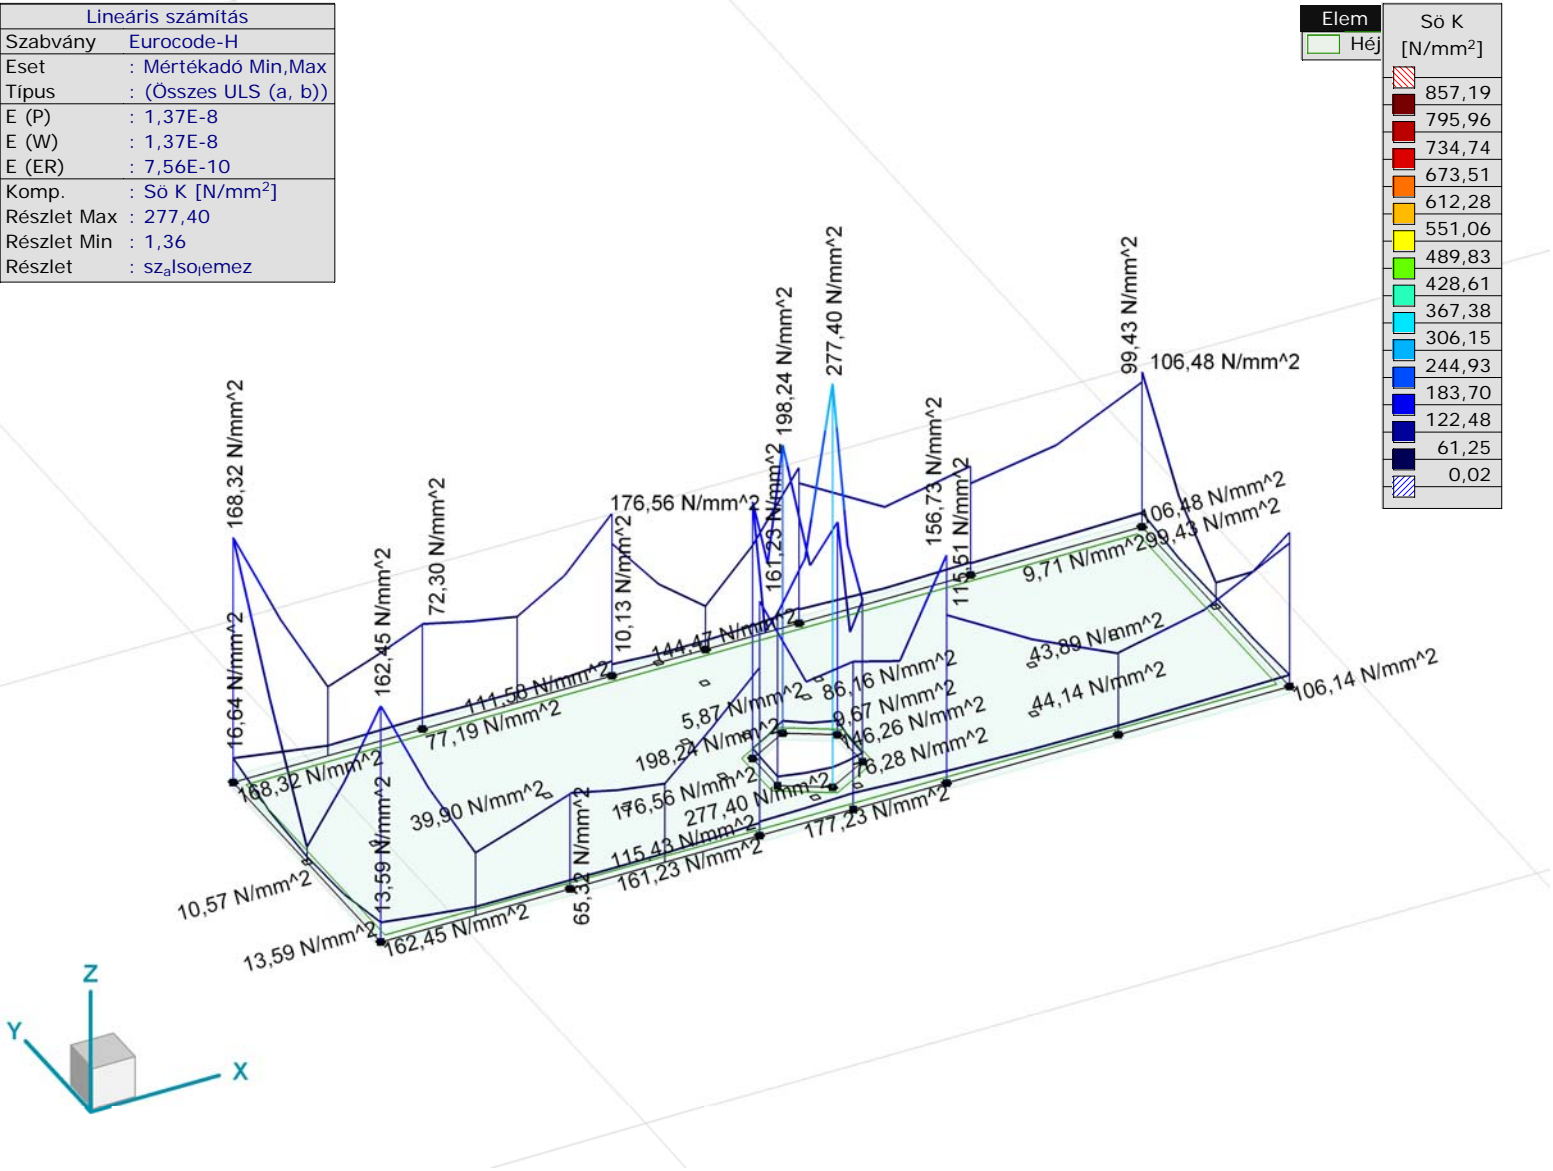 Lineáris számítás
Szabvány Eurocode-H
Eset : Mértékadó Min,Max
Típus : (Összes ULS (a, b))
E (P) : 1,37E-8
E (W) : 1,37E-8
E (ER) : 7,56E-10
Komp. : Sö K [N/mm²]
Részlet Max : 277,40
Részlet Min : 1,36
Részlet : szₐlsoₗemez
Elem
Héj
Sö K
[N/mm²]
857,19
795,96
734,74
673,51
612,28
551,06
489,83
428,61
367,38
306,15
244,93
183,70
122,48
61,25
0,02
277,40 N/mm^2
99,43 N/mm^2
198,24 N/mm^2
106,48 N/mm^2
168,32 N/mm^2
156,73 N/mm^2
161,23 N/mm^2
72,30 N/mm^2
176,56 N/mm^2
10,13 N/mm^2
106,48 N/mm^2
99,43 N/mm^2
9,71 N/mm^2
162,45 N/mm^2
16,64 N/mm^2
144,47 N/mm^2
43,89 N/mm^2
44,14 N/mm^2
106,14 N/mm^2
111,58 N/mm^2
77,19 N/mm^2
86,16 N/mm^2
5,87 N/mm^2
9,67 N/mm^2
146,26 N/mm^2
198,24 N/mm^2
76,28 N/mm^2
168,32 N/mm^2
39,90 N/mm^2
176,56 N/mm^2
277,40 N/mm^2
177,23 N/mm^2
13,59 N/mm^2
65,32 N/mm^2
115,43 N/mm^2
161,23 N/mm^2
10,57 N/mm^2
13,59 N/mm^2
162,45 N/mm^2
Z
Y
X